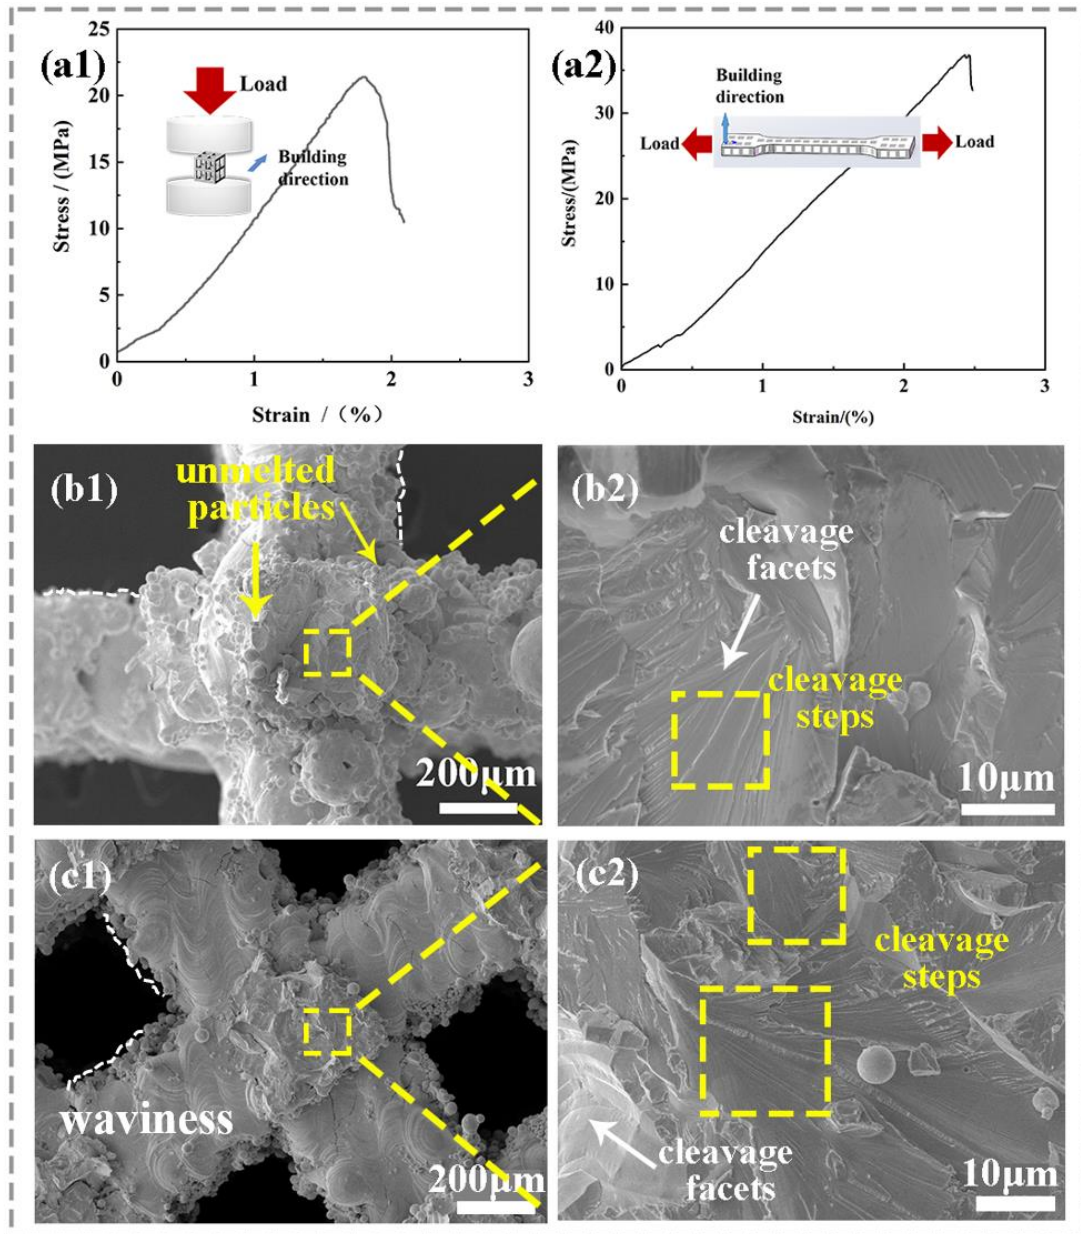 (a1)
25
20
15
10
5
0
Stress / (MPa)
Load
Building
direction
0
1
2
3
Strain /（%）
(a2)
40
30
20
10
0
Stress/(MPa)
Building
direction
Load
Load
0
1
2
3
Strain/(%)
(b1)
unmelted
particles
200μm
(b2)
cleavage
facets
cleavage
steps
10μm
(c1)
waviness
200μm
(c2)
cleavage
steps
cleavage
facets
10μm